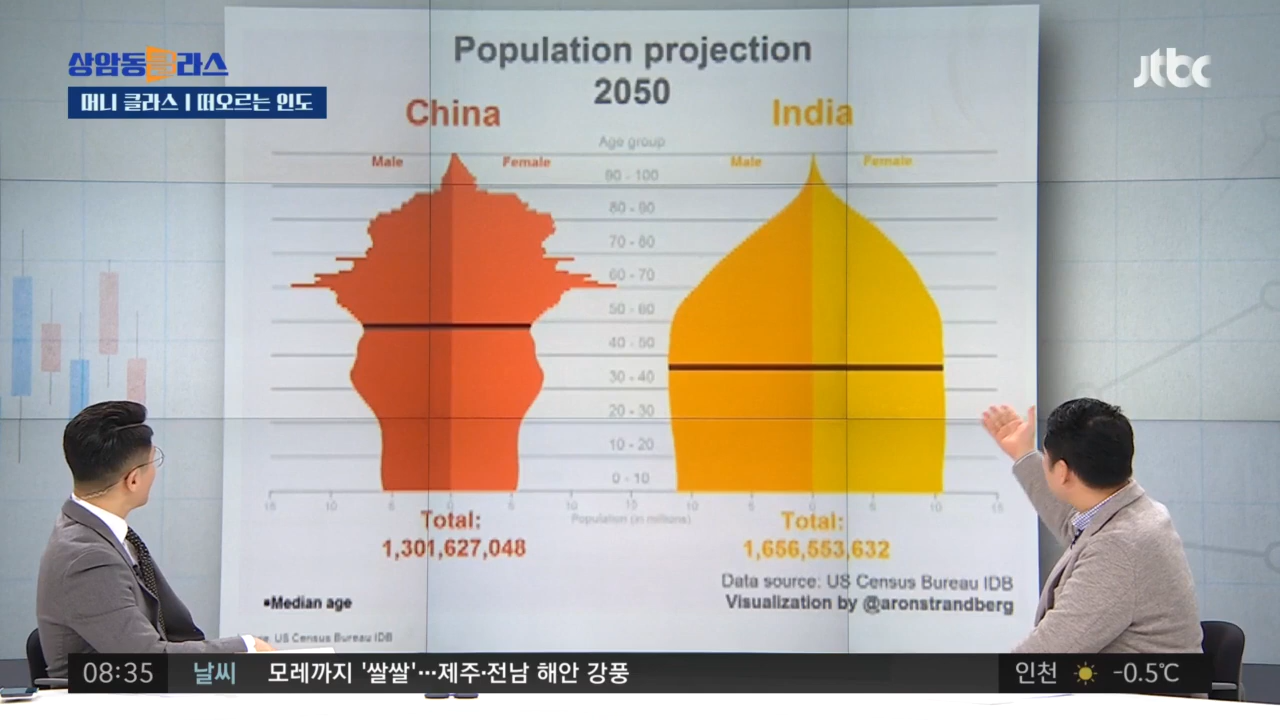 상암동클라스
jtbc
머니 클라스 | 떠오르는 인도
Population projection
2050
China
India
Age group
Male
Female
Male
Female
90 - 100
80 - 90
70 - 80
60 - 70
50 - 60
40 - 50
30 - 40
20 - 30
10 - 20
0 - 10
15 10 5 0 5 10 15 10 5 0 5 10 15
Population (in millions)
Total:
1,301,627,048
Total:
1,656,553,632
Data source: US Census Bureau IDB
Visualization by @aronstrandberg
Median age
US Census Bureau IDB
08:35 날씨 모레까지 '쌀쌀'…제주·전남 해안 강풍 인천 -0.5℃